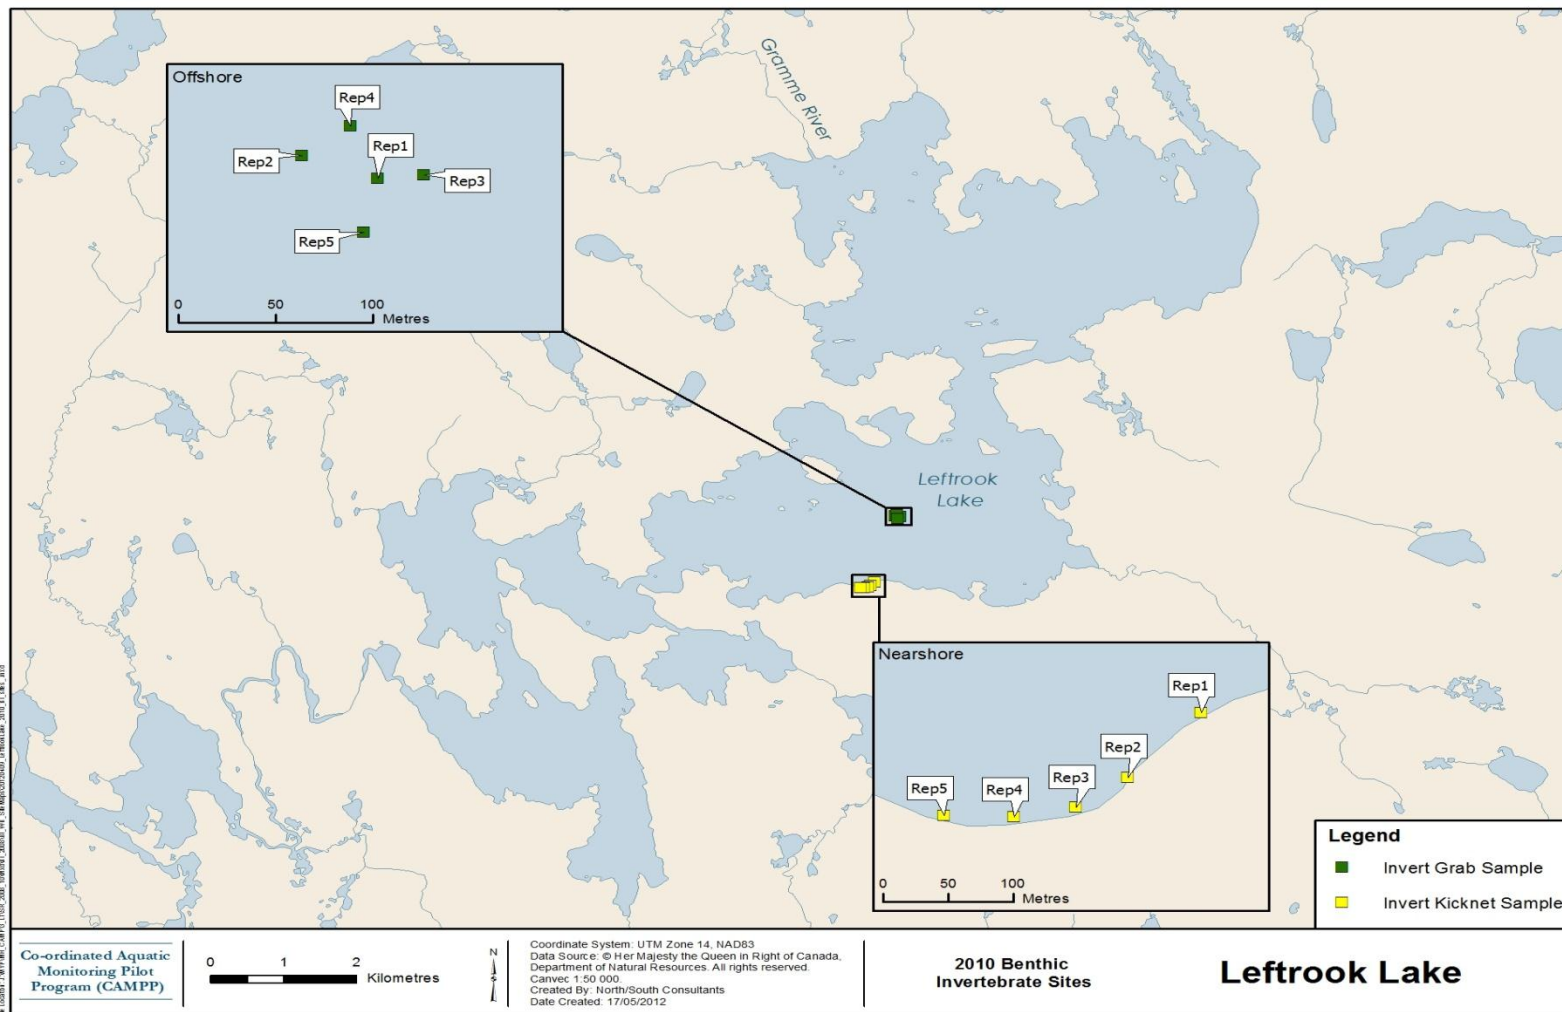 Gramme River
Offshore
Rep4
Rep1
Rep2
Rep3
Rep5
0 50 100
Metres
Leftrook
Lake
Nearshore
Rep1
Rep2
Rep3
Rep5
Rep4
0 50 100
Metres
Legend
Invert Grab Sample
Invert Kicknet Sample
Co-ordinated Aquatic
Monitoring Pilot
Program (CAMPP)
0 1 2
Kilometres
N
Coordinate System: UTM Zone 14, NAD83
Data Source: © Her Majesty the Queen in Right of Canada,
Department of Natural Resources. All rights reserved.
Canvec 1:50 000.
Created By: North/South Consultants
Date Created: 17/05/2012
2010 Benthic
Invertebrate Sites
Leftrook Lake